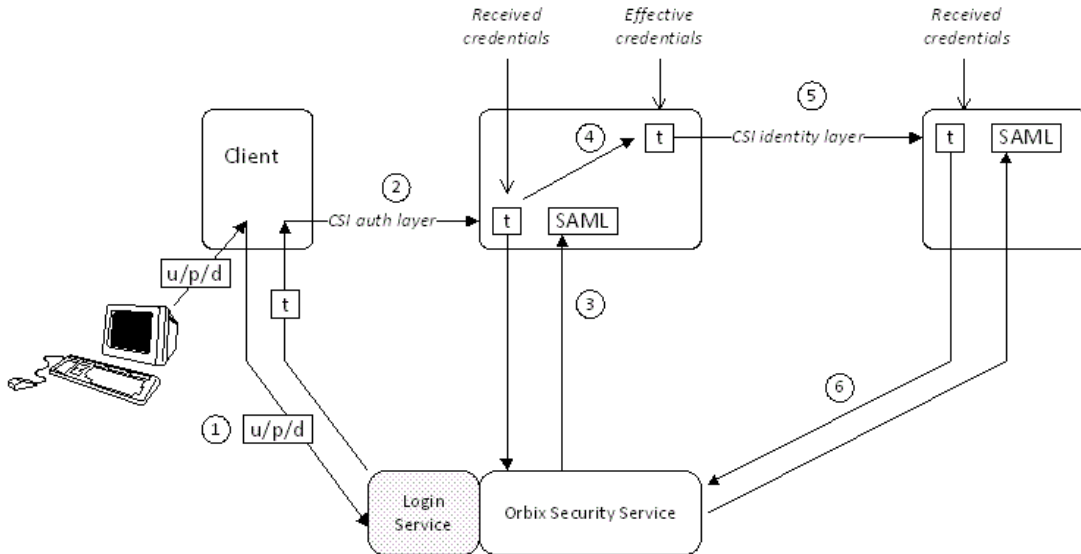 Received
credentials
Effective
credentials
Received
credentials
5
4
t
CSI identity layer
t
SAML
Client
2
CSI auth layer
t
SAML
u/p/d
t
3
6
1
u/p/d
Login
Service
Orbix Security Service